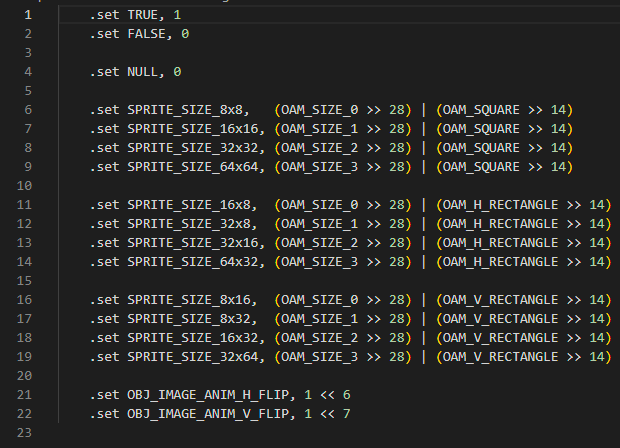 1 .set TRUE, 1
2 .set FALSE, 0
3
4 .set NULL, 0
5
6 .set SPRITE_SIZE_8x8,   (OAM_SIZE_0 >> 28) | (OAM_SQUARE >> 14)
7 .set SPRITE_SIZE_16x16, (OAM_SIZE_1 >> 28) | (OAM_SQUARE >> 14)
8 .set SPRITE_SIZE_32x32, (OAM_SIZE_2 >> 28) | (OAM_SQUARE >> 14)
9 .set SPRITE_SIZE_64x64, (OAM_SIZE_3 >> 28) | (OAM_SQUARE >> 14)
10
11 .set SPRITE_SIZE_16x8,  (OAM_SIZE_0 >> 28) | (OAM_H_RECTANGLE >> 14)
12 .set SPRITE_SIZE_32x8,  (OAM_SIZE_1 >> 28) | (OAM_H_RECTANGLE >> 14)
13 .set SPRITE_SIZE_32x16, (OAM_SIZE_2 >> 28) | (OAM_H_RECTANGLE >> 14)
14 .set SPRITE_SIZE_64x32, (OAM_SIZE_3 >> 28) | (OAM_H_RECTANGLE >> 14)
15
16 .set SPRITE_SIZE_8x16,  (OAM_SIZE_0 >> 28) | (OAM_V_RECTANGLE >> 14)
17 .set SPRITE_SIZE_8x32,  (OAM_SIZE_1 >> 28) | (OAM_V_RECTANGLE >> 14)
18 .set SPRITE_SIZE_16x32, (OAM_SIZE_2 >> 28) | (OAM_V_RECTANGLE >> 14)
19 .set SPRITE_SIZE_32x64, (OAM_SIZE_3 >> 28) | (OAM_V_RECTANGLE >> 14)
20
21 .set OBJ_IMAGE_ANIM_H_FLIP, 1 << 6
22 .set OBJ_IMAGE_ANIM_V_FLIP, 1 << 7
23